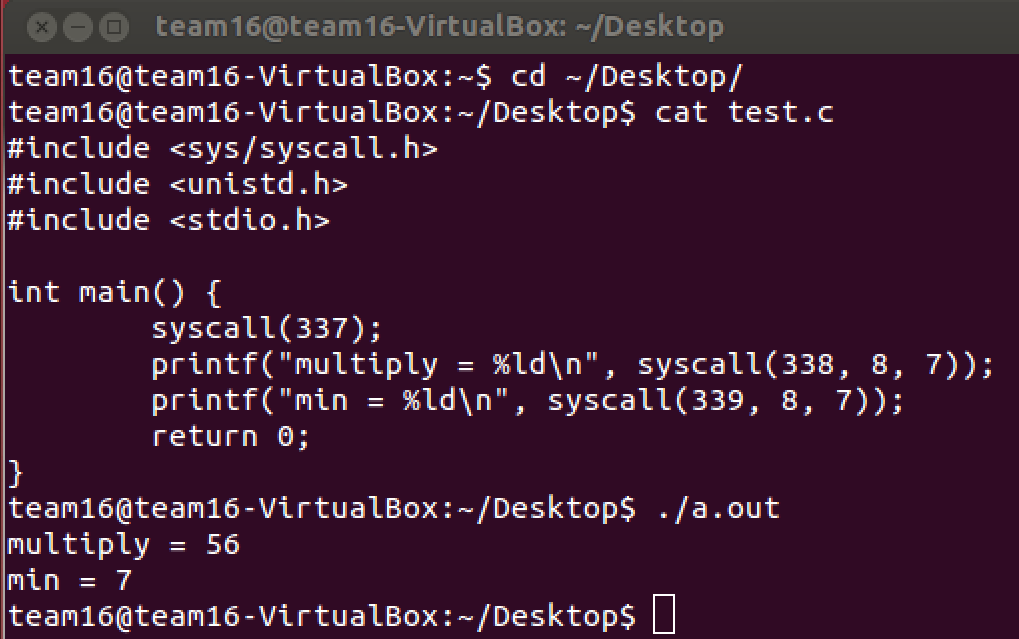 team16@team16-VirtualBox: ~/Desktop
team16@team16-VirtualBox:~$ cd ~/Desktop/
team16@team16-VirtualBox:~/Desktop$ cat test.c
#include <sys/syscall.h>
#include <unistd.h>
#include <stdio.h>
int main() {
        syscall(337);
        printf("multiply = %ld\n", syscall(338, 8, 7));
        printf("min = %ld\n", syscall(339, 8, 7));
        return 0;
}
team16@team16-VirtualBox:~/Desktop$ ./a.out
multiply = 56
min = 7
team16@team16-VirtualBox:~/Desktop$